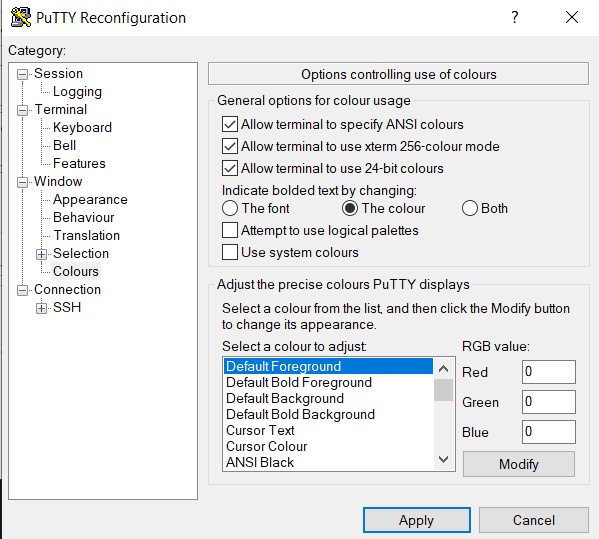 PuTTY Reconfiguration
?
Category:
Session
Logging
Terminal
Keyboard
Bell
Features
Window
Appearance
Behaviour
Translation
Selection
Colours
Connection
SSH
Options controlling use of colours
General options for colour usage
Allow terminal to specify ANSI colours
Allow terminal to use xterm 256-colour mode
Allow terminal to use 24-bit colours
Indicate bolded text by changing:
The font The colour Both
Attempt to use logical palettes
Use system colours
Adjust the precise colours PuTTY displays
Select a colour from the list, and then click the Modify button
to change its appearance.
Select a colour to adjust:
Default Foreground
Default Bold Foreground
Default Background
Default Bold Background
Cursor Text
Cursor Colour
ANSI Black
RGB value:
Red 0
Green 0
Blue 0
Modify
Apply Cancel